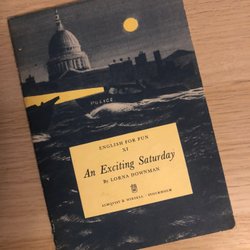 POLICE
ENGLISH FOR FUN
XI
An Exciting Saturday
By LORNA DOWNMAN
ALMQVIST & WIKSELL · STOCKHOLM